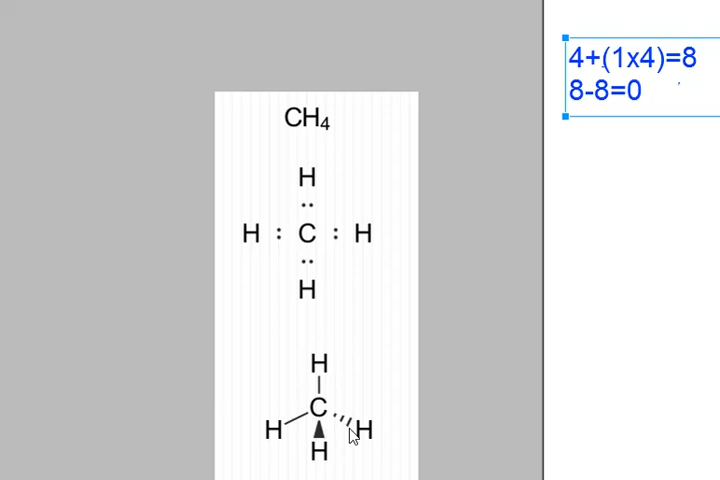 4+(1x4)=8
8-8=0
CH₄
H
H : C : H
H
H
C
H H
H